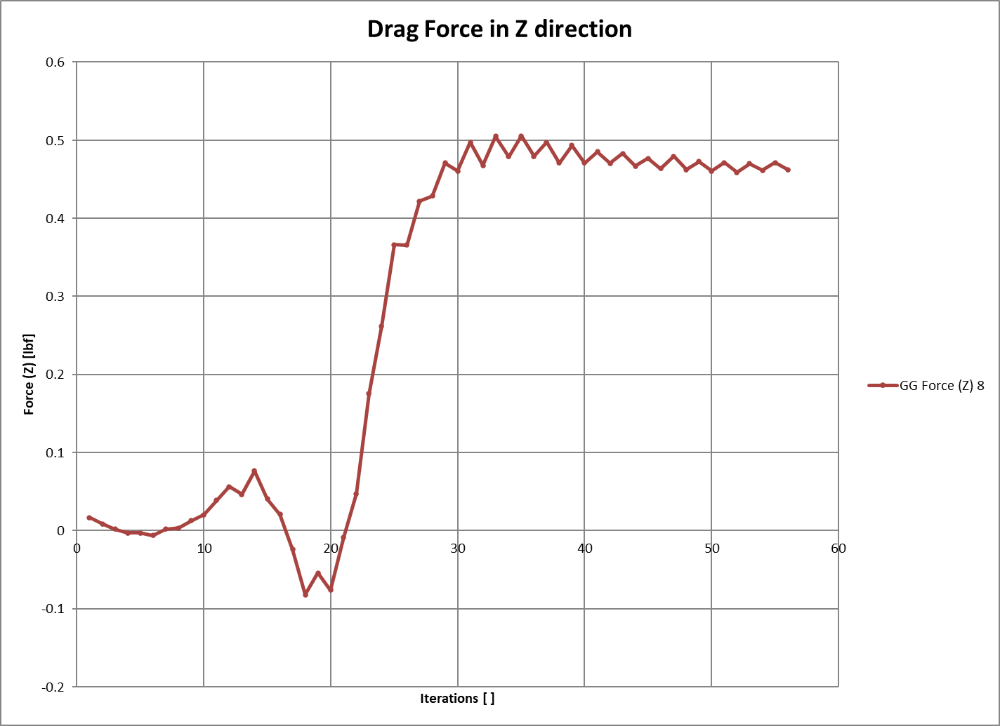 Drag Force in Z direction
0.6
0.5
0.4
0.3
0.2
0.1
0
-0.1
-0.2
0 10 20 30 40 50 60
Force (Z) [lbf]
Iterations [ ]
GG Force (Z) 8